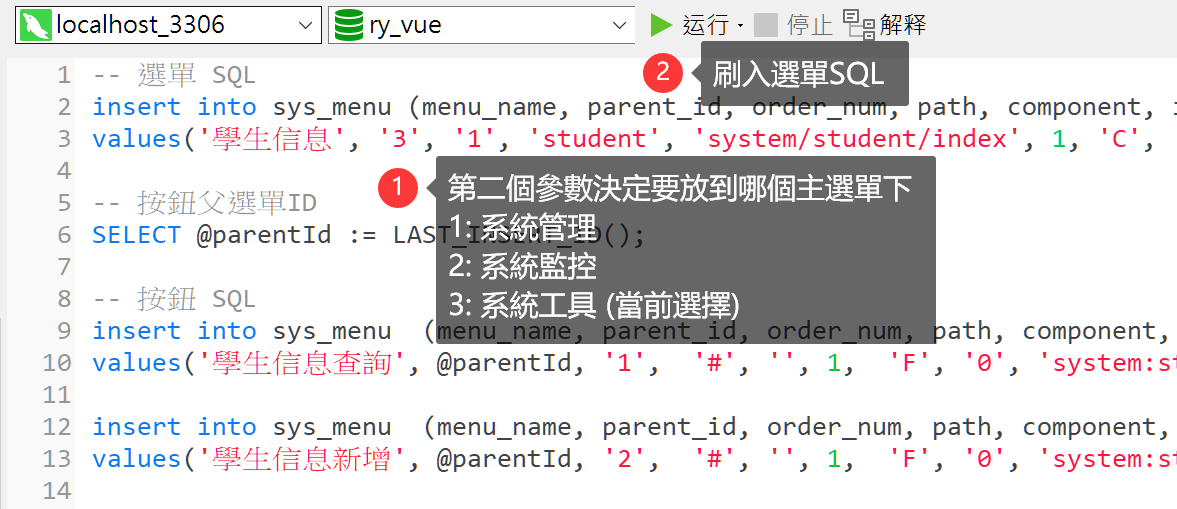 localhost_3306 ry_vue 运行 停止 解释
2 刷入選單SQL
1 -- 選單 SQL
2 insert into sys_menu (menu_name, parent_id, order_num, path, component,
3 values('學生信息', '3', '1', 'student', 'system/student/index', 1, 'C',
4
1 第二個參數決定要放到哪個主選單下
1: 系統管理
2: 系統監控
3: 系統工具 (當前選擇)
5 -- 按鈕父選單ID
6 SELECT @parentId := LAST_INSERT_ID();
7
8 -- 按鈕 SQL
9 insert into sys_menu (menu_name, parent_id, order_num, path, component,
10 values('學生信息查詢', @parentId, '1', '#', '', 1, 'F', '0', 'system:st
11
12 insert into sys_menu (menu_name, parent_id, order_num, path, component,
13 values('學生信息新增', @parentId, '2', '#', '', 1, 'F', '0', 'system:st
14